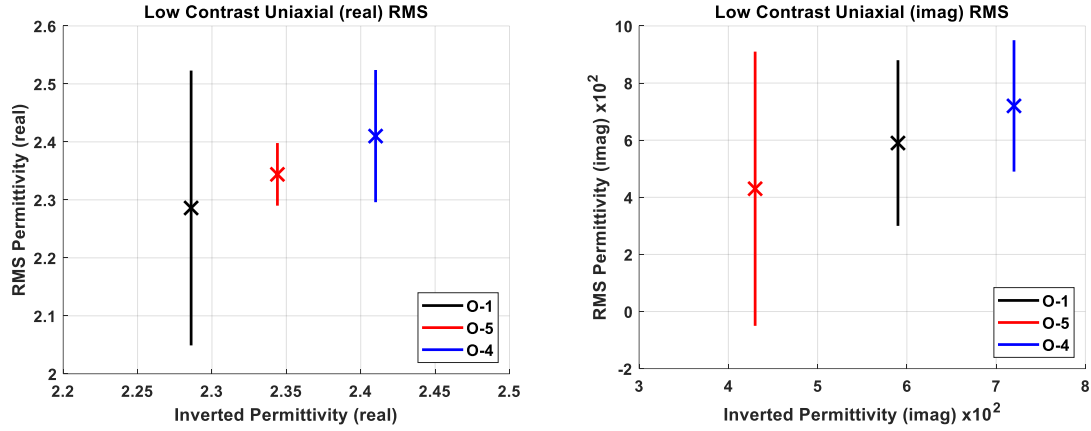 Low Contrast Uniaxial (real) RMS
RMS Permittivity (real)
2.6
2.5
2.4
2.3
2.2
2.1
2
2.2
2.25
2.3
2.35
2.4
2.45
2.5
Inverted Permittivity (real)
O-1
O-5
O-4
Low Contrast Uniaxial (imag) RMS
RMS Permittivity (imag) x10²
10
8
6
4
2
0
-2
3
4
5
6
7
8
Inverted Permittivity (imag) x10²
O-1
O-5
O-4